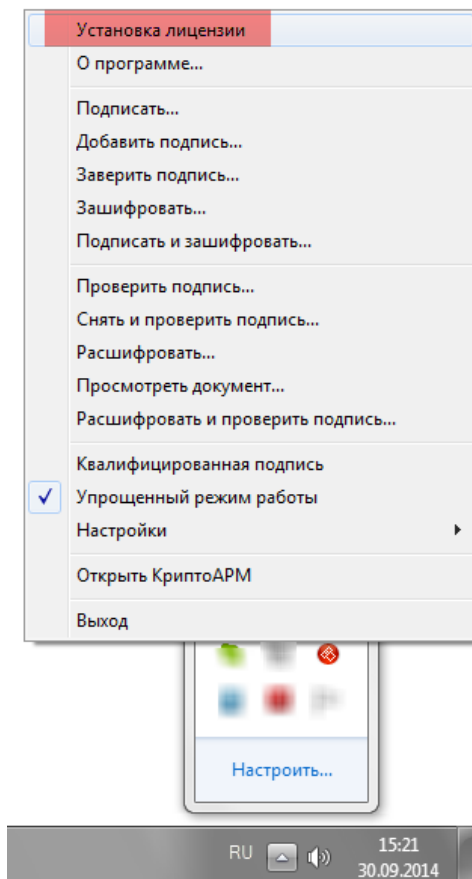 Установка лицензии
О программе...
Подписать...
Добавить подпись...
Заверить подпись...
Зашифровать...
Подписать и зашифровать...
Проверить подпись...
Снять и проверить подпись...
Расшифровать...
Просмотреть документ...
Расшифровать и проверить подпись...
Квалифицированная подпись
Упрощенный режим работы
Настройки
Открыть КриптоАРМ
Выход
Настроить...
RU
15:21
30.09.2014